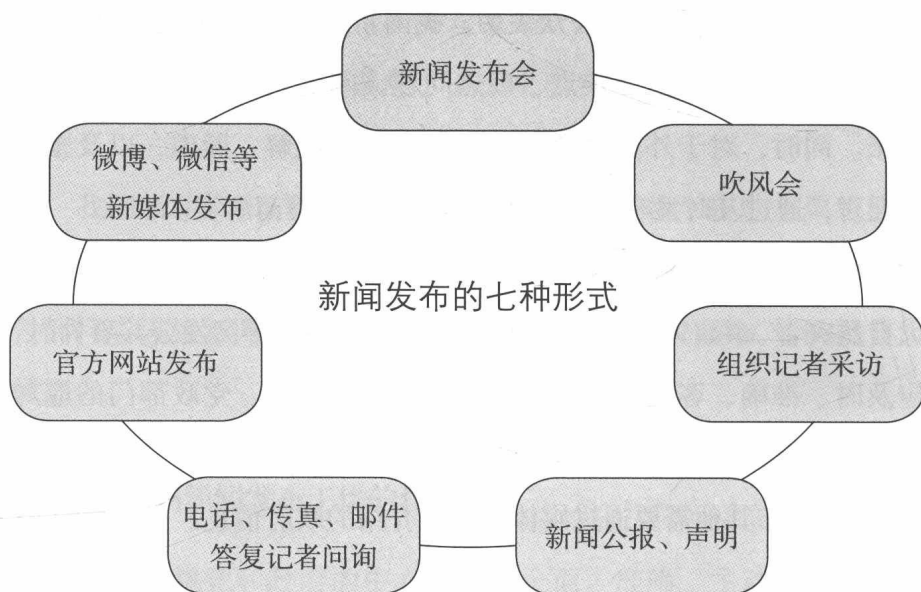 新闻发布会
微博、微信等
新媒体发布
吹风会
新闻发布的七种形式
官方网站发布
组织记者采访
电话、传真、邮件
答复记者问询
新闻公报、声明